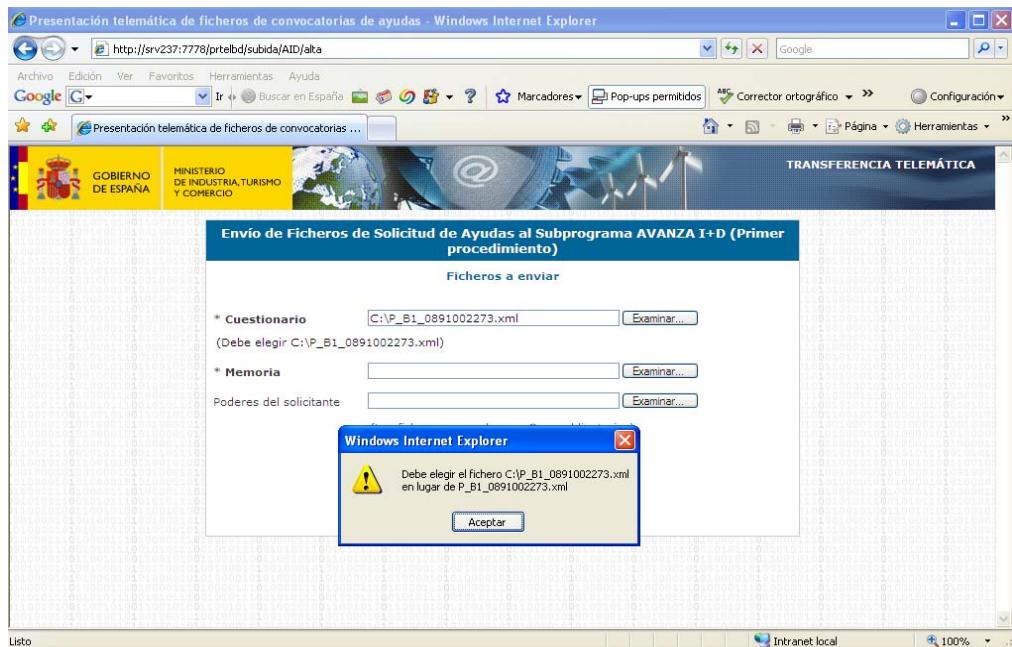 Presentación telemática de ficheros de convocatorias de ayudas - Windows Internet Explorer
http://srv237:7778/prtelbd/subida/AID/alta
Google
Archivo Edición Ver Favoritos Herramientas Ayuda
Google G Ir Buscar en España ? Marcadores Pop-ups permitidos ABC Corrector ortográfico >> Configuración
Presentación telemática de ficheros de convocatorias ...
Página Herramientas >>
GOBIERNO
DE ESPAÑA
MINISTERIO
DE INDUSTRIA, TURISMO
Y COMERCIO
@
TRANSFERENCIA TELEMÁTICA
Envío de Ficheros de Solicitud de Ayudas al Subprograma AVANZA I+D (Primer
procedimiento)
Ficheros a enviar
* Cuestionario C:\P_B1_0891002273.xml Examinar...
(Debe elegir C:\P_B1_0891002273.xml)
* Memoria Examinar...
Poderes del solicitante Examinar...
Windows Internet Explorer
Debe elegir el fichero C:\P_B1_0891002273.xml
en lugar de P_B1_0891002273.xml
Aceptar
Listo Intranet local 100%